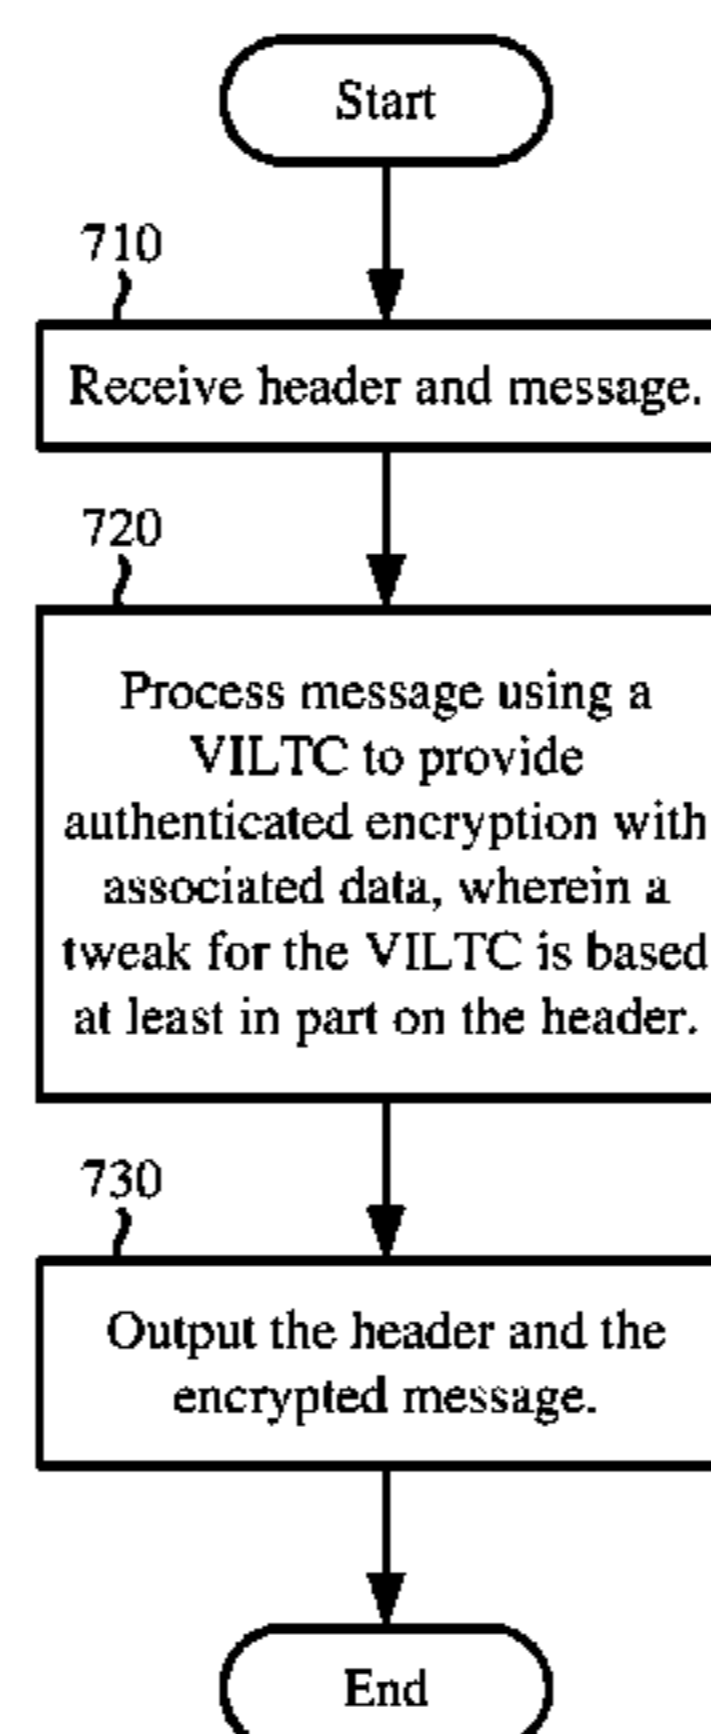 Start
710
Receive header and message.
720
Process message using a
VILTC to provide
authenticated encryption with
associated data, wherein a
tweak for the VILTC is based
at least in part on the header.
730
Output the header and the
encrypted message.
End